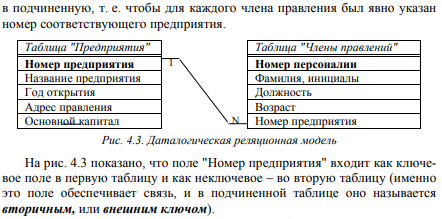 в подчиненную, т. е. чтобы для каждого члена правления был явно указан
номер соответствующего предприятия.
Таблица "Предприятия"
Номер предприятия
Название предприятия
Год открытия
Адрес правления
Основной капитал
1
N
Таблица "Члены правлений"
Номер персоналии
Фамилия, инициалы
Должность
Возраст
Номер предприятия
Рис. 4.3. Даталогическая реляционная модель
На рис. 4.3 показано, что поле "Номер предприятия" входит как ключе-
вое поле в первую таблицу и как неключевое – во вторую таблицу (именно
это поле обеспечивает связь, и в подчиненной таблице оно называется
вторичным, или внешним ключом).